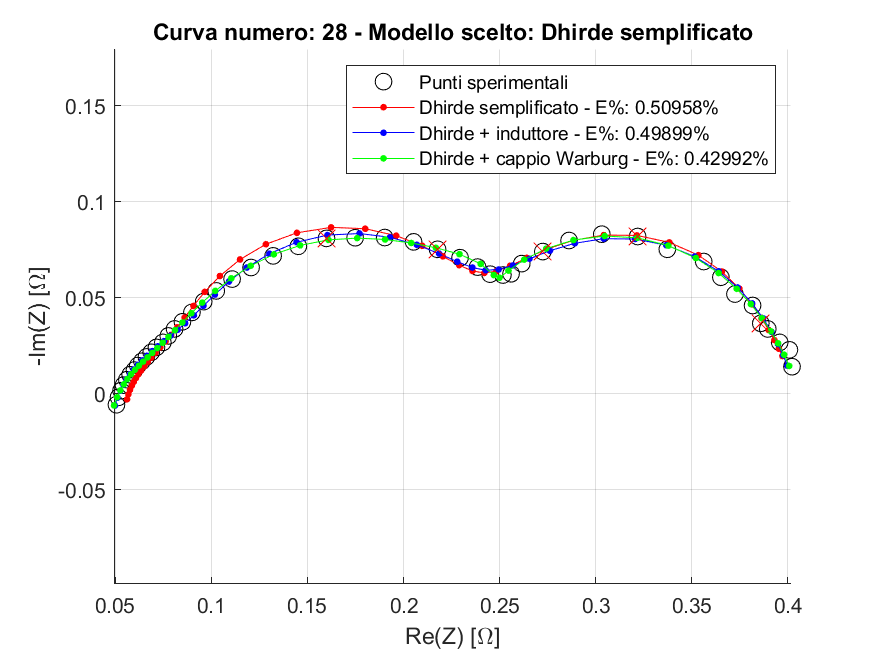 Curva numero: 28 - Modello scelto: Dhirde semplificato
Punti sperimentali
Dhirde semplificato - E%: 0.50958%
Dhirde + induttore - E%: 0.49899%
Dhirde + cappio Warburg - E%: 0.42992%
0.15
0.1
0.05
0
-0.05
-Im(Z) [Ω]
0.05 0.1 0.15 0.2 0.25 0.3 0.35 0.4
Re(Z) [Ω]